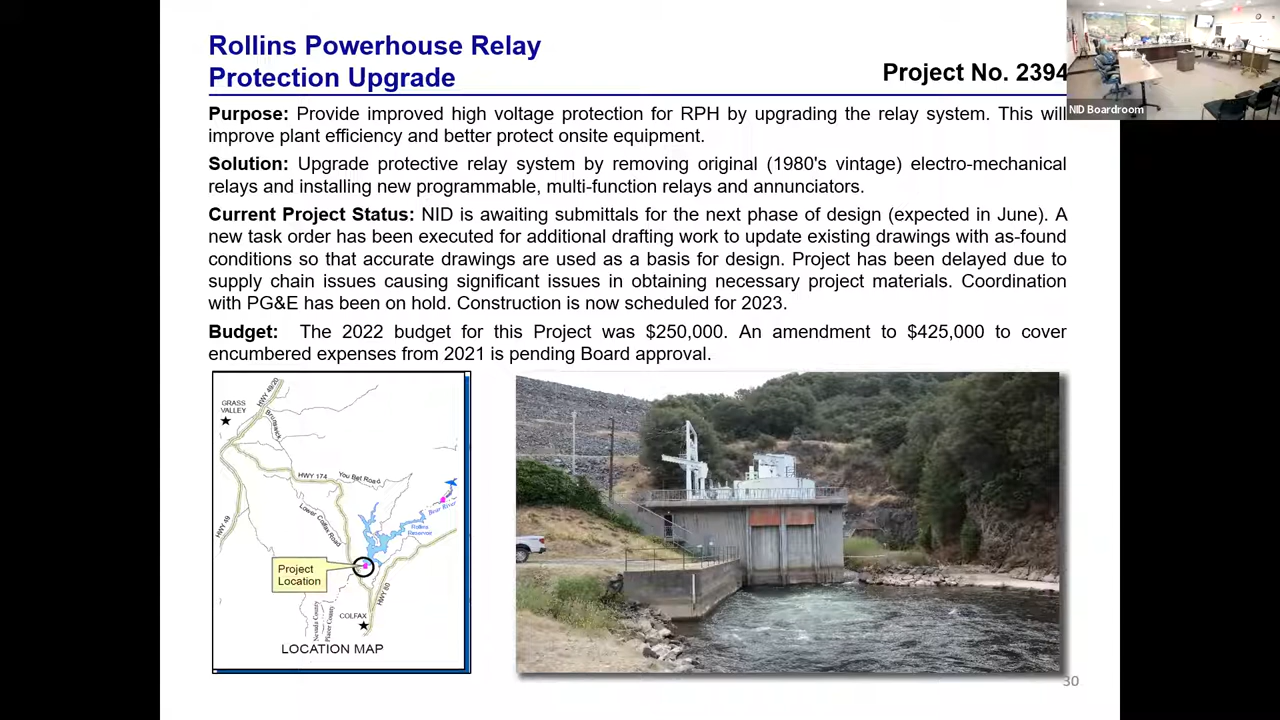 Rollins Powerhouse Relay
Protection Upgrade
Project No. 2394
NID Boardroom
Purpose: Provide improved high voltage protection for RPH by upgrading the relay system. This will
improve plant efficiency and better protect onsite equipment.
Solution: Upgrade protective relay system by removing original (1980's vintage) electro-mechanical
relays and installing new programmable, multi-function relays and annunciators.
Current Project Status: NID is awaiting submittals for the next phase of design (expected in June). A
new task order has been executed for additional drafting work to update existing drawings with as-found
conditions so that accurate drawings are used as a basis for design. Project has been delayed due to
supply chain issues causing significant issues in obtaining necessary project materials. Coordination
with PG&E has been on hold. Construction is now scheduled for 2023.
Budget: The 2022 budget for this Project was $250,000. An amendment to $425,000 to cover
encumbered expenses from 2021 is pending Board approval.
HWY 49/20
GRASS
VALLEY
Brunswick
HWY 174
You Bet Road
Lower Colfax Road
HWY 49
Bear River
Rollins
Reservoir
Project
Location
HWY 80
Nevada County
Placer County
COLFAX
LOCATION MAP
30